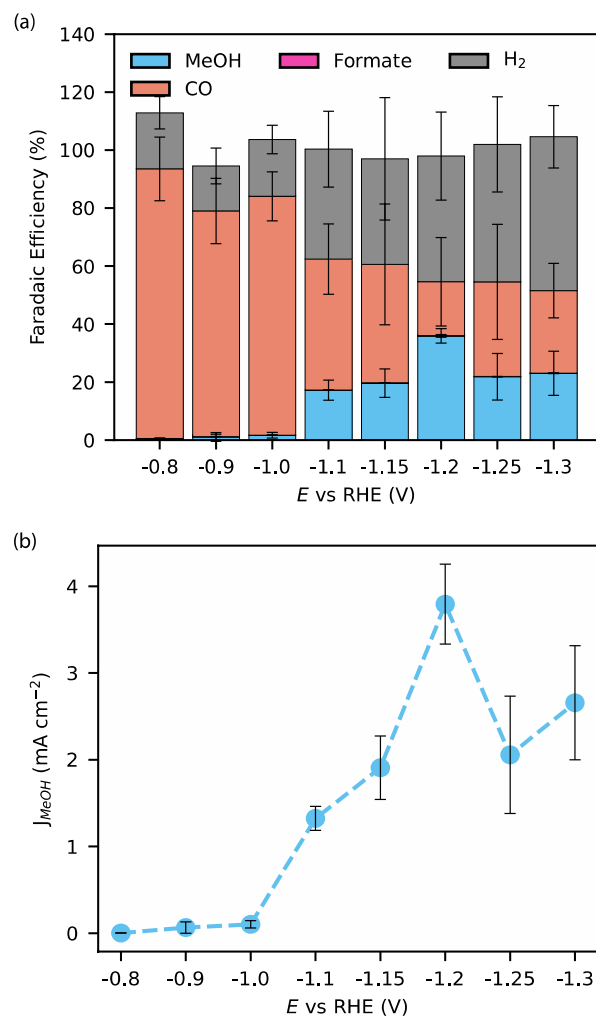 (a)
140
120
100
80
60
40
20
0
Faradaic Efficiency (%)
MeOH Formate H₂
CO
-0.8 -0.9 -1.0 -1.1 -1.15 -1.2 -1.25 -1.3
E vs RHE (V)
(b)
4
3
2
1
0
J_MeOH (mA cm⁻²)
-0.8 -0.9 -1.0 -1.1 -1.15 -1.2 -1.25 -1.3
E vs RHE (V)